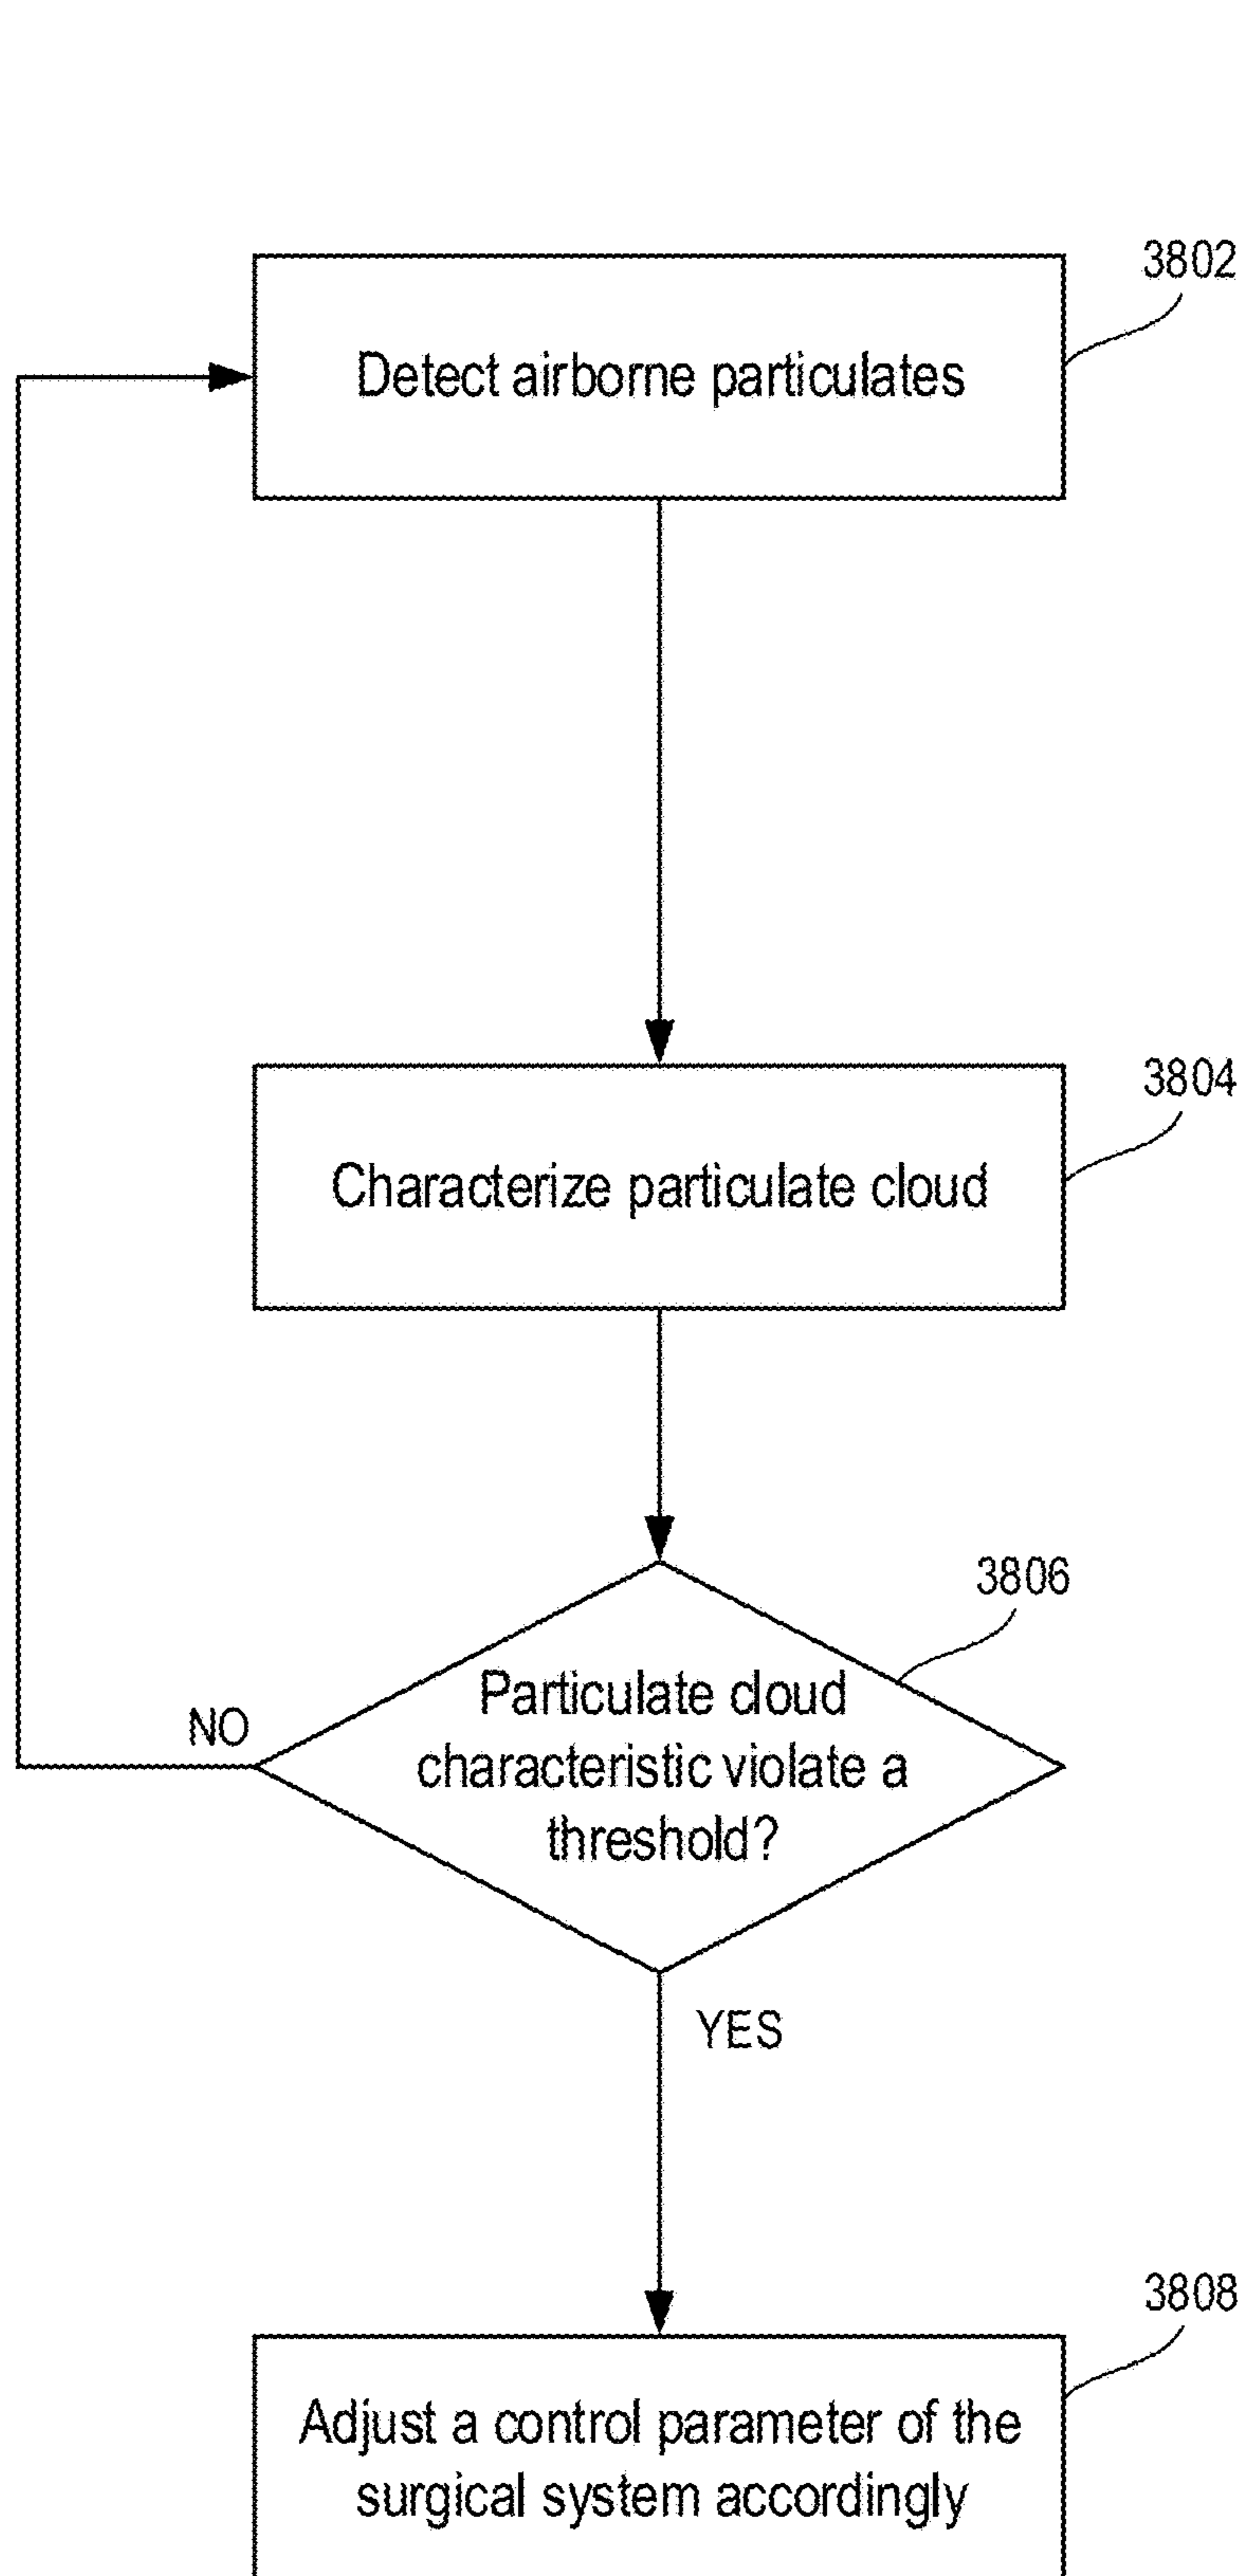 3802
Detect airborne particulates
3804
Characterize particulate cloud
3806
Particulate cloud
characteristic violate a
threshold?
NO
YES
3808
Adjust a control parameter of the
surgical system accordingly